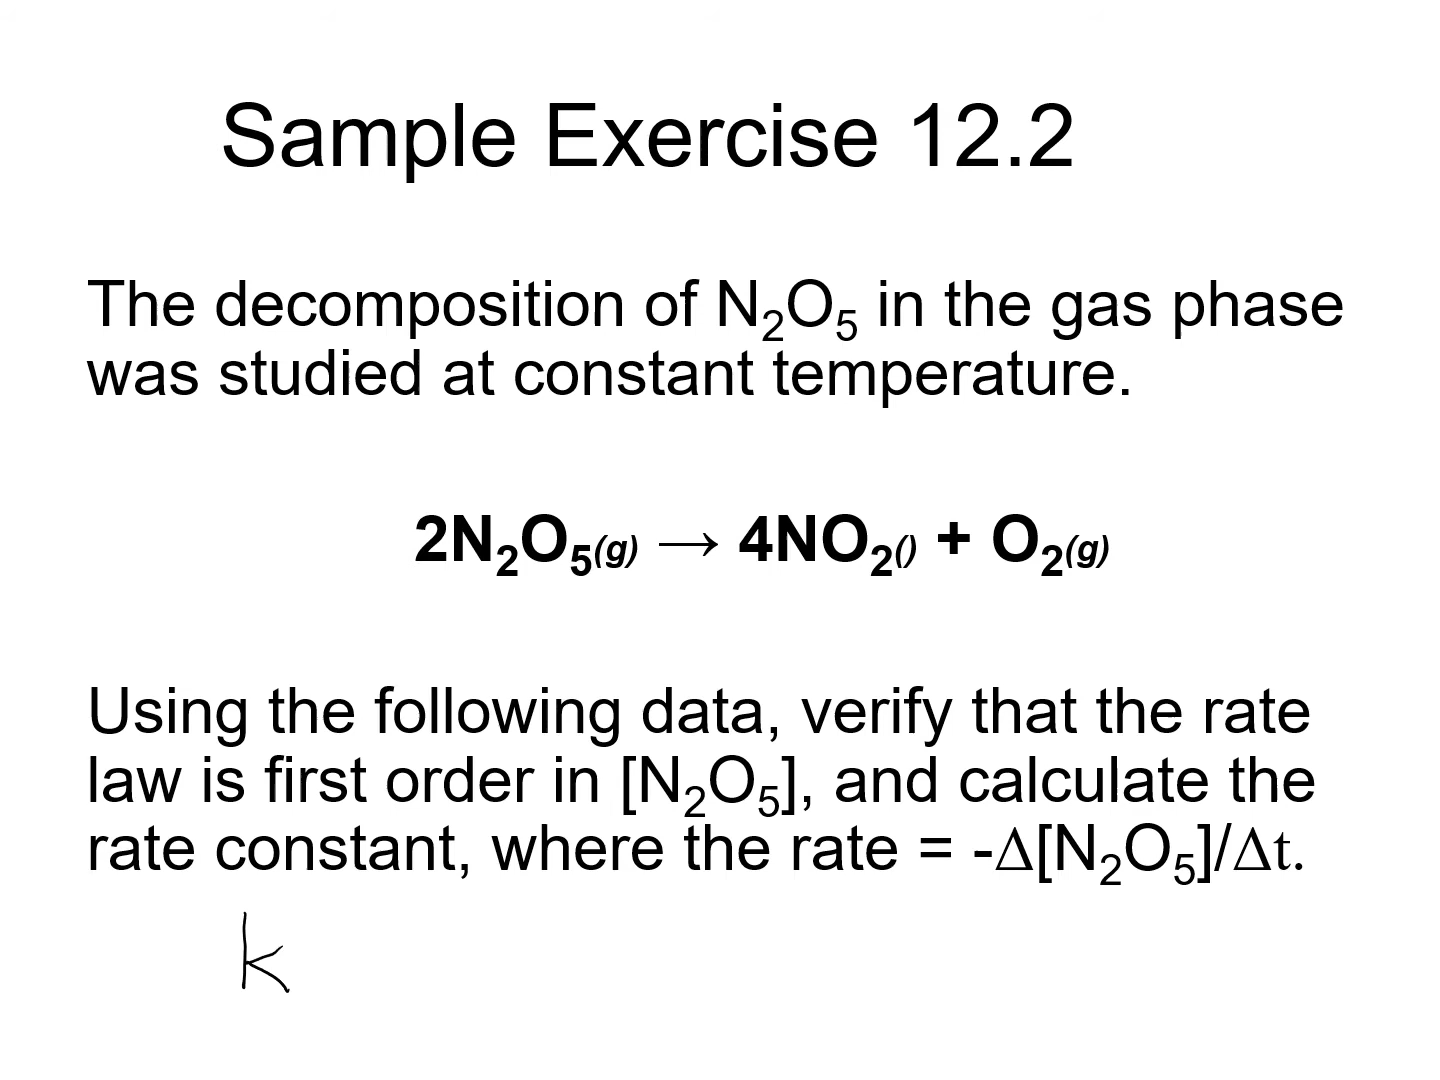 Sample Exercise 12.2
The decomposition of N₂O₅ in the gas phase
was studied at constant temperature.
2N₂O₅(g) → 4NO₂() + O₂(g)
Using the following data, verify that the rate
law is first order in [N₂O₅], and calculate the
rate constant, where the rate = -Δ[N₂O₅]/Δt.
k